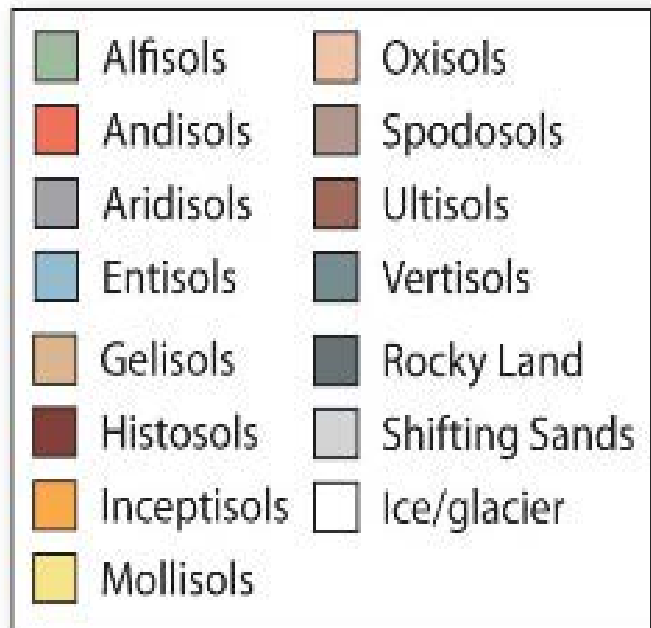 Alfisols
Andisols
Aridisols
Entisols
Gelisols
Histosols
Inceptisols
Mollisols
Oxisols
Spodosols
Ultisols
Vertisols
Rocky Land
Shifting Sands
Ice/glacier